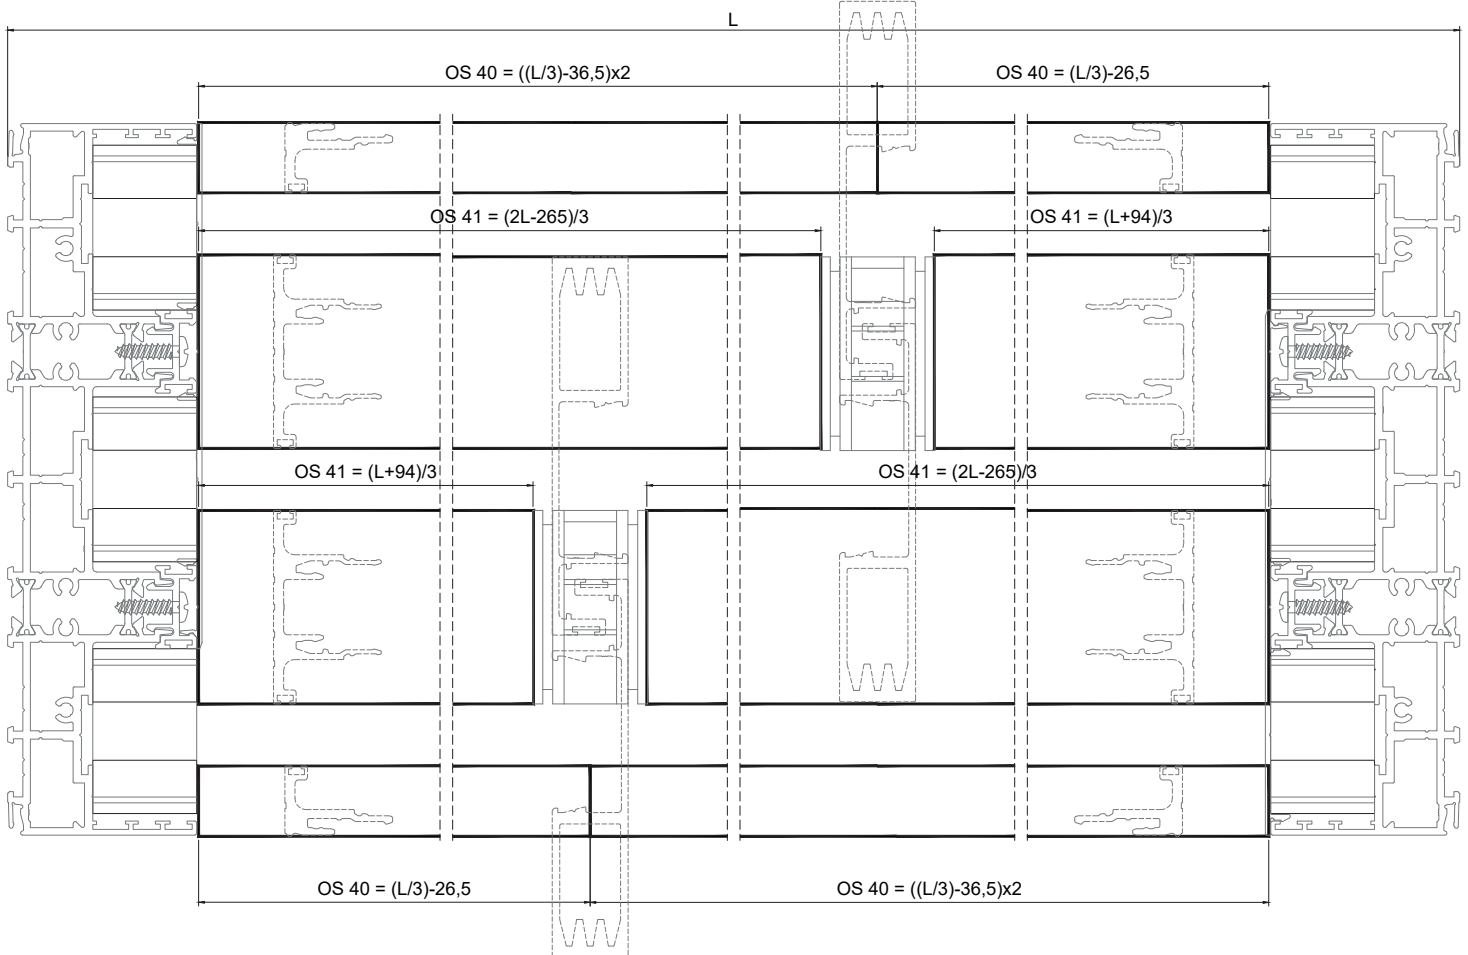 L
OS 40 = ((L/3)-36,5)x2
OS 40 = (L/3)-26,5
OS 41 = (2L-265)/3
OS 41 = (L+94)/3
OS 41 = (L+94)/3
OS 41 = (2L-265)/3
OS 40 = (L/3)-26,5
OS 40 = ((L/3)-36,5)x2